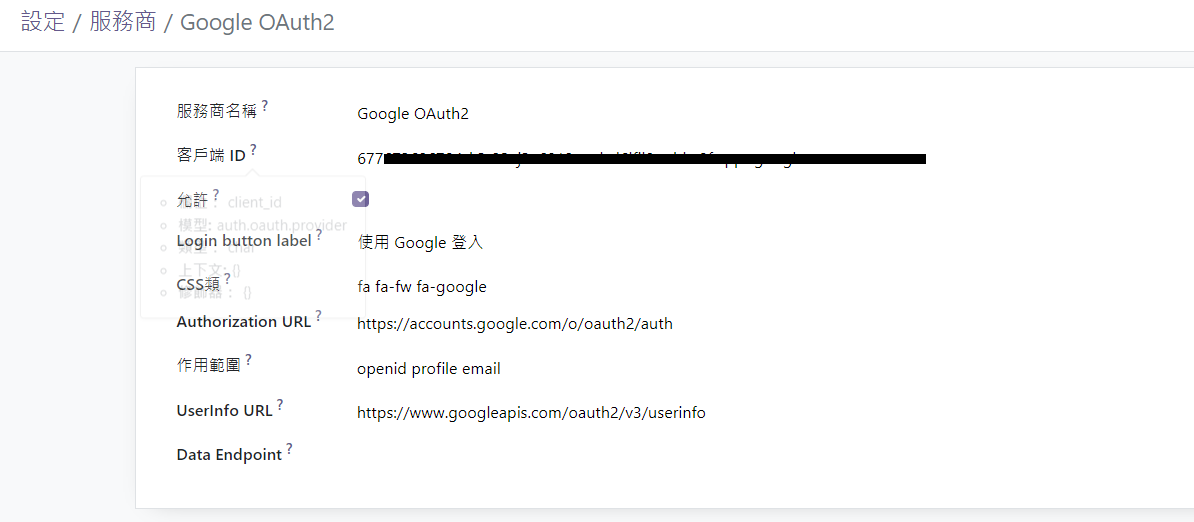 設定 / 服務商 / Google OAuth2
服務商名稱 ? Google OAuth2
客戶端 ID ?
允許 ?
client_id
模型: auth.oauth.provider
Login button label ? 使用 Google 登入
類型： char
上下文: {}
CSS類 ? fa fa-fw fa-google
修飾器： {}
Authorization URL ? https://accounts.google.com/o/oauth2/auth
作用範圍 ? openid profile email
UserInfo URL ? https://www.googleapis.com/oauth2/v3/userinfo
Data Endpoint ?